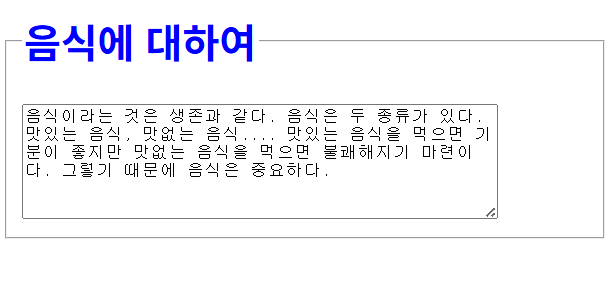 음식에 대하여
음식이라는 것은 생존과 같다. 음식은 두 종류가 있다.
맛있는 음식, 맛없는 음식.... 맛있는 음식을 먹으면 기
분이 좋지만 맛없는 음식을 먹으면 불쾌해지기 마련이
다. 그렇기 때문에 음식은 중요하다.